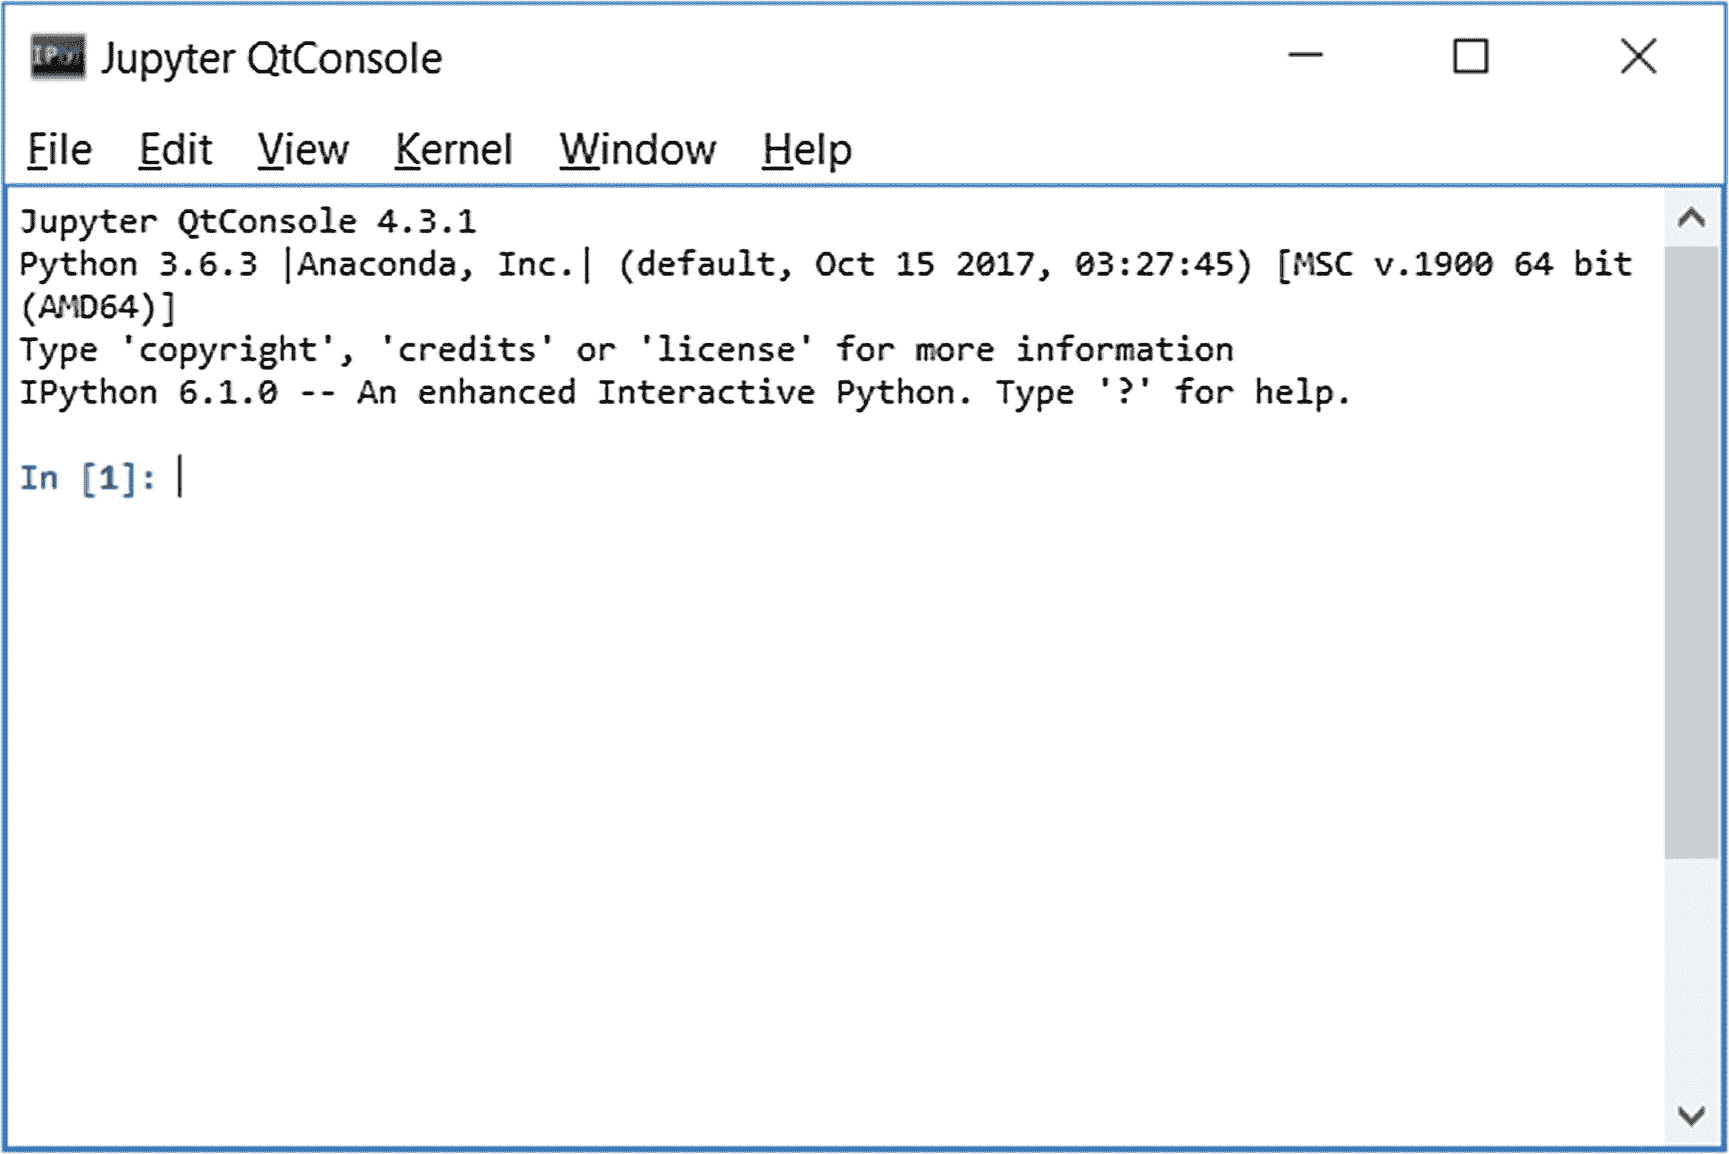 IPy Jupyter QtConsole
File Edit View Kernel Window Help
Jupyter QtConsole 4.3.1
Python 3.6.3 |Anaconda, Inc.| (default, Oct 15 2017, 03:27:45) [MSC v.1900 64 bit
(AMD64)]
Type 'copyright', 'credits' or 'license' for more information
IPython 6.1.0 -- An enhanced Interactive Python. Type '?' for help.
In [1]: